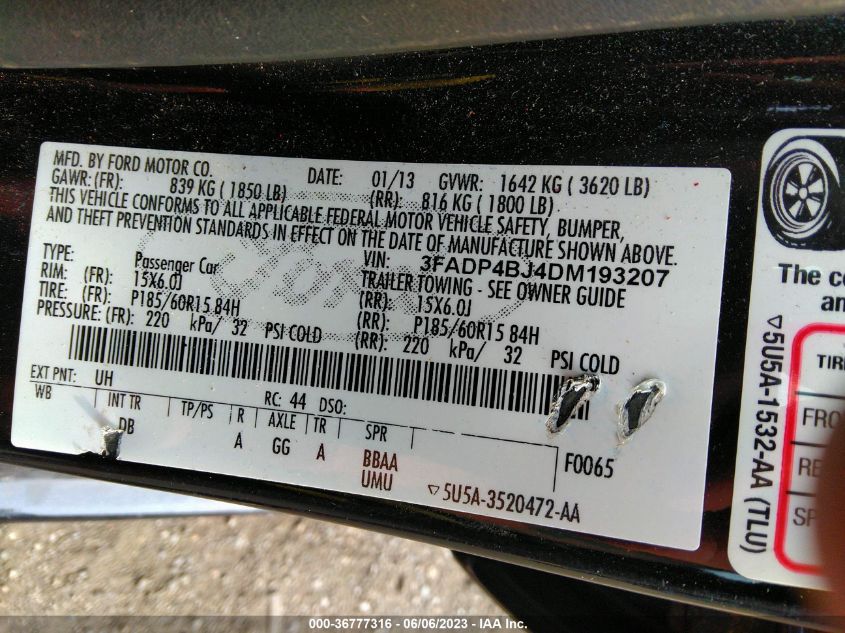 MFD. BY FORD MOTOR CO.
DATE: 01/13 GVWR: 1642 KG ( 3620 LB)
GAWR: (FR): 839 KG ( 1850 LB) (RR): 816 KG ( 1800 LB)
THIS VEHICLE CONFORMS TO ALL APPLICABLE FEDERAL MOTOR VEHICLE SAFETY, BUMPER,
AND THEFT PREVENTION STANDARDS IN EFFECT ON THE DATE OF MANUFACTURE SHOWN ABOVE.
VIN: 3FADP4BJ4DM193207
TYPE: Passenger Car TRAILER TOWING - SEE OWNER GUIDE
RIM: (FR): 15X6.0J (RR): 15X6.0J
TIRE: (FR): P185/60R15 84H (RR): P185/60R15 84H
PRESSURE: (FR): 220 kPa/ 32 PSI COLD (RR): 220 kPa/ 32 PSI COLD
EXT PNT: UH RC: 44 DSO:
WB INT TR TP/PS R AXLE TR SPR
DB A GG A BBAA F0065
UMU
▽5U5A-3520472-AA
The co
an
TIRE
FRO
RE
SP
▽5U5A-1532-AA (TLU)
000-36777316 - 06/06/2023 - IAA Inc.